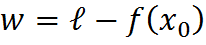 𝑤 = ℓ − 𝑓(𝑥₀)